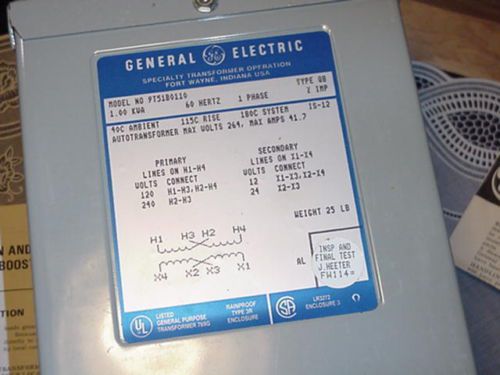 GENERAL GE ELECTRIC
SPECIALTY TRANSFORMER OPERATION
FORT WAYNE, INDIANA USA
MODEL NO 9T51B0110 TYPE QB
1.00 KVA 60 HERTZ 1 PHASE % IMP
40C AMBIENT 115C RISE 180C SYSTEM IS-12
AUTOTRANSFORMER MAX VOLTS 264, MAX AMPS 41.7
PRIMARY
LINES ON H1-H4
VOLTS CONNECT
120 H1-H3,H2-H4
240 H2-H3
SECONDARY
LINES ON X1-X4
VOLTS CONNECT
12 X1-X3,X2-X4
24 X2-X3
WEIGHT 25 LB
H1 H3 H2 H4
X4 X2 X3 X1
AL
INSP AND
FINAL TEST
J.HEETER
FW114=
UL
LISTED
GENERAL PURPOSE
TRANSFORMER
RAINPROOF
TYPE 3R
ENCLOSURE
LR3272
ENCLOSURE 3
N AND
BOOS
TION